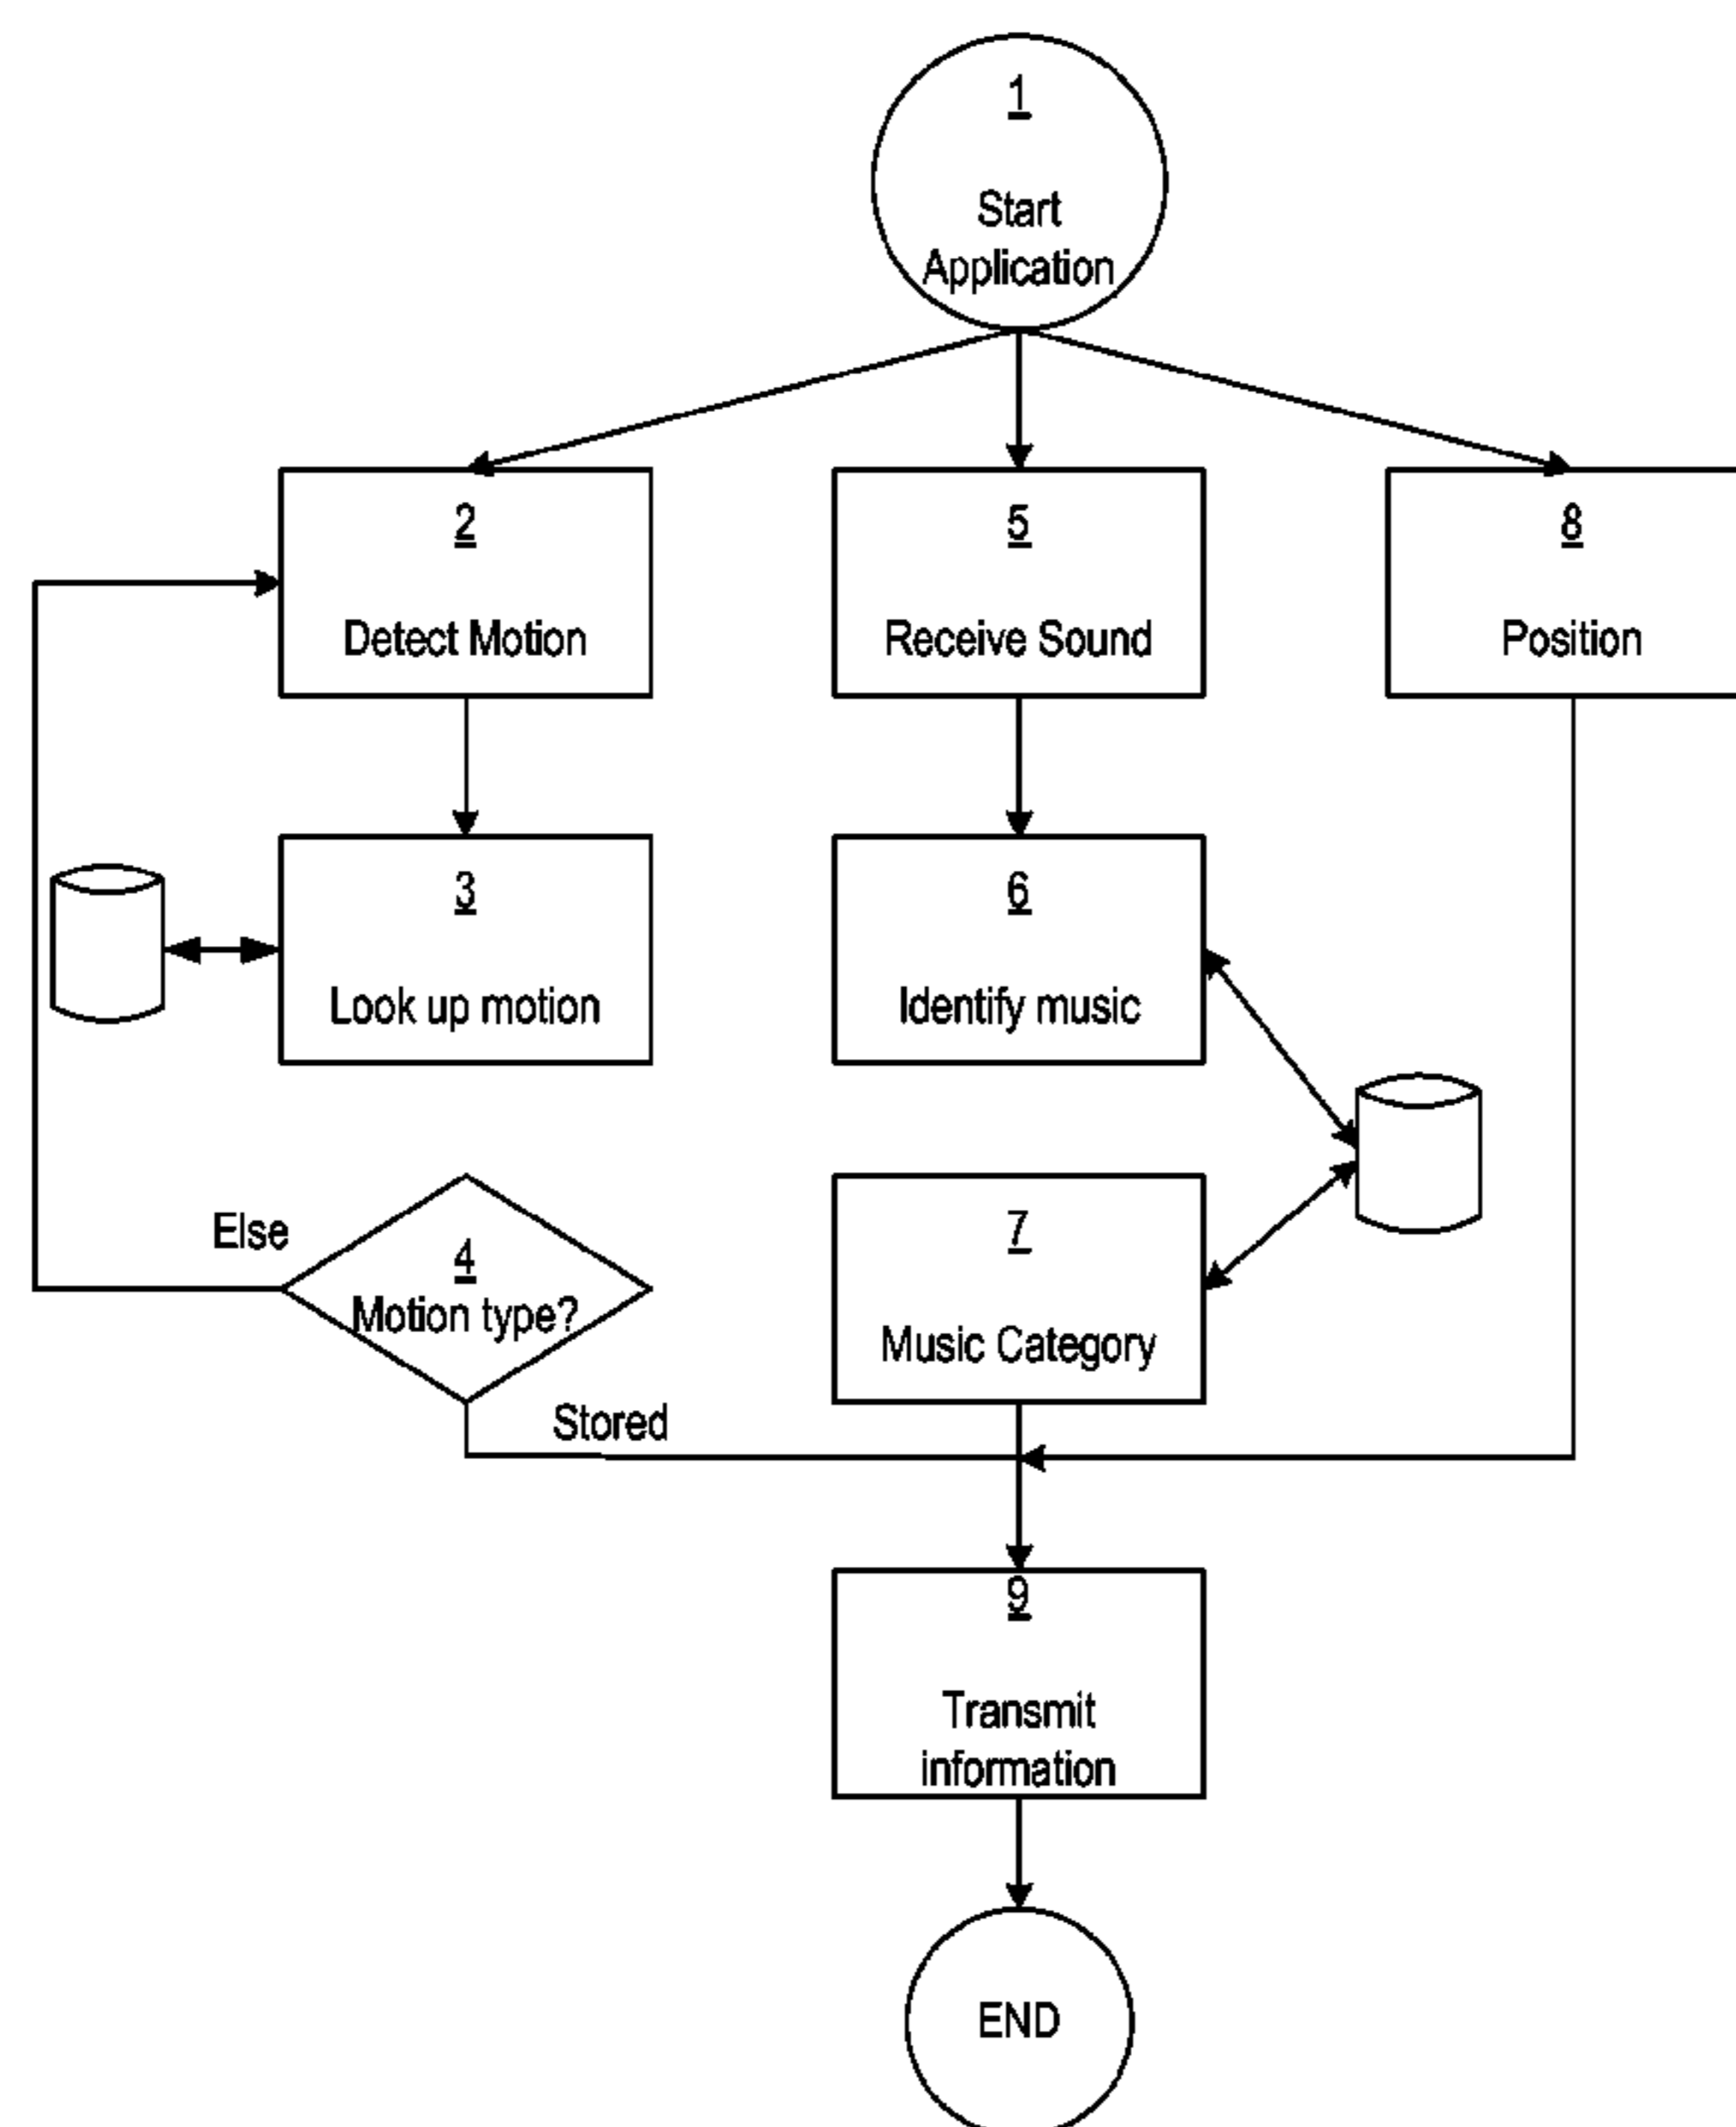 1
Start
Application
2
Detect Motion
5
Receive Sound
8
Position
3
Look up motion
6
Identify music
Else
4
Motion type?
7
Music Category
Stored
9
Transmit
information
END